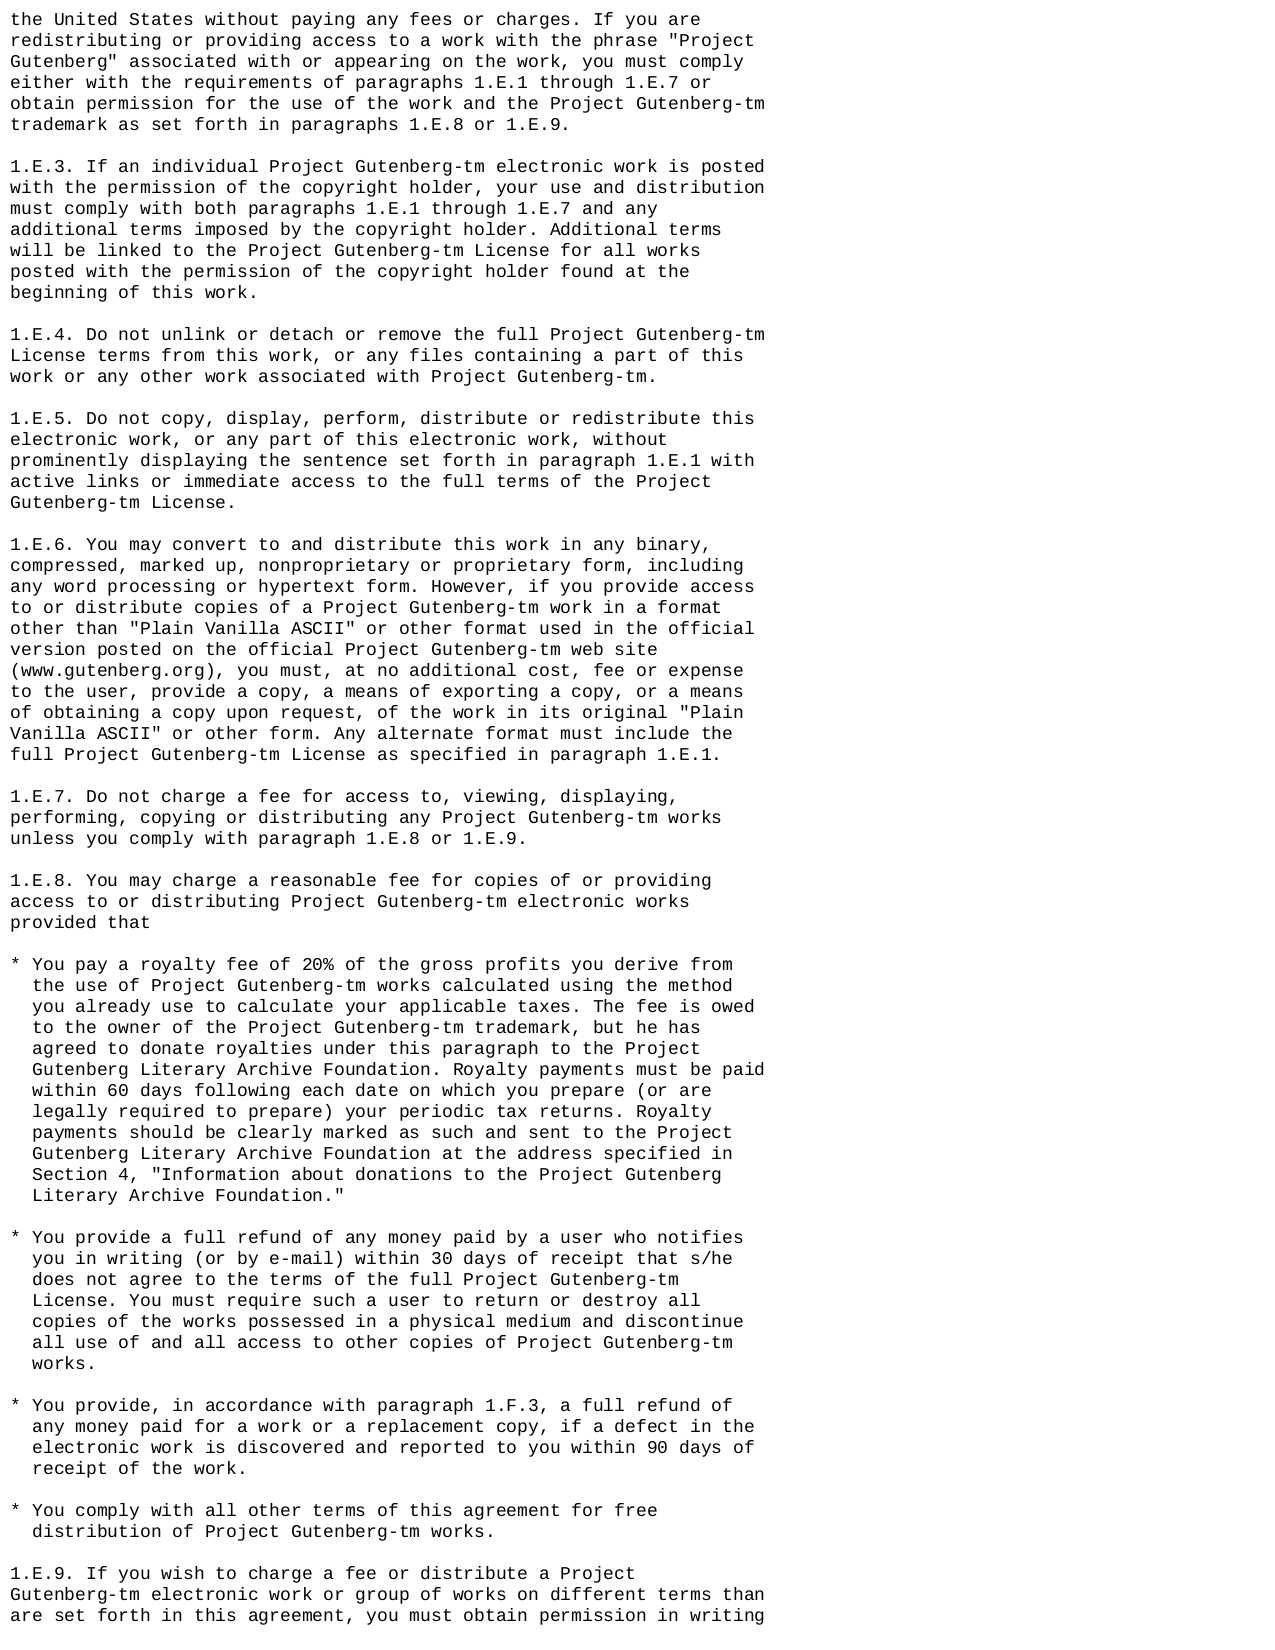 the United States without paying any fees or charges. If you are
redistributing or providing access to a work with the phrase "Project
Gutenberg" associated with or appearing on the work, you must comply
either with the requirements of paragraphs 1.E.1 through 1.E.7 or
obtain permission for the use of the work and the Project Gutenberg-tm
trademark as set forth in paragraphs 1.E.8 or 1.E.9.

1.E.3. If an individual Project Gutenberg-tm electronic work is posted
with the permission of the copyright holder, your use and distribution
must comply with both paragraphs 1.E.1 through 1.E.7 and any
additional terms imposed by the copyright holder. Additional terms
will be linked to the Project Gutenberg-tm License for all works
posted with the permission of the copyright holder found at the
beginning of this work.

1.E.4. Do not unlink or detach or remove the full Project Gutenberg-tm
License terms from this work, or any files containing a part of this
work or any other work associated with Project Gutenberg-tm.

1.E.5. Do not copy, display, perform, distribute or redistribute this
electronic work, or any part of this electronic work, without
prominently displaying the sentence set forth in paragraph 1.E.1 with
active links or immediate access to the full terms of the Project
Gutenberg-tm License.

1.E.6. You may convert to and distribute this work in any binary,
compressed, marked up, nonproprietary or proprietary form, including
any word processing or hypertext form. However, if you provide access
to or distribute copies of a Project Gutenberg-tm work in a format
other than "Plain Vanilla ASCII" or other format used in the official
version posted on the official Project Gutenberg-tm web site
(www.gutenberg.org), you must, at no additional cost, fee or expense
to the user, provide a copy, a means of exporting a copy, or a means
of obtaining a copy upon request, of the work in its original "Plain
Vanilla ASCII" or other form. Any alternate format must include the
full Project Gutenberg-tm License as specified in paragraph 1.E.1.

1.E.7. Do not charge a fee for access to, viewing, displaying,
performing, copying or distributing any Project Gutenberg-tm works
unless you comply with paragraph 1.E.8 or 1.E.9.

1.E.8. You may charge a reasonable fee for copies of or providing
access to or distributing Project Gutenberg-tm electronic works
provided that

* You pay a royalty fee of 20% of the gross profits you derive from
  the use of Project Gutenberg-tm works calculated using the method
  you already use to calculate your applicable taxes. The fee is owed
  to the owner of the Project Gutenberg-tm trademark, but he has
  agreed to donate royalties under this paragraph to the Project
  Gutenberg Literary Archive Foundation. Royalty payments must be paid
  within 60 days following each date on which you prepare (or are
  legally required to prepare) your periodic tax returns. Royalty
  payments should be clearly marked as such and sent to the Project
  Gutenberg Literary Archive Foundation at the address specified in
  Section 4, "Information about donations to the Project Gutenberg
  Literary Archive Foundation."

* You provide a full refund of any money paid by a user who notifies
  you in writing (or by e-mail) within 30 days of receipt that s/he
  does not agree to the terms of the full Project Gutenberg-tm
  License. You must require such a user to return or destroy all
  copies of the works possessed in a physical medium and discontinue
  all use of and all access to other copies of Project Gutenberg-tm
  works.

* You provide, in accordance with paragraph 1.F.3, a full refund of
  any money paid for a work or a replacement copy, if a defect in the
  electronic work is discovered and reported to you within 90 days of
  receipt of the work.

* You comply with all other terms of this agreement for free
  distribution of Project Gutenberg-tm works.

1.E.9. If you wish to charge a fee or distribute a Project
Gutenberg-tm electronic work or group of works on different terms than
are set forth in this agreement, you must obtain permission in writing